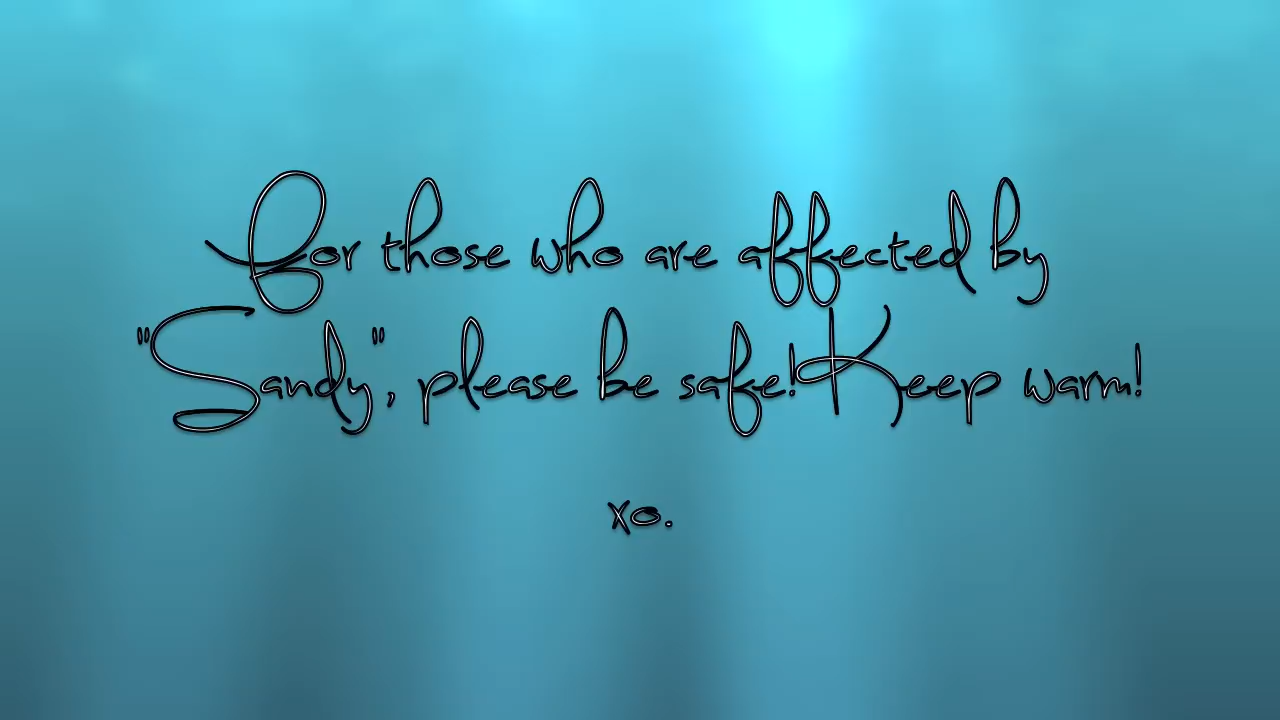 For those who are affected by
"Sandy", please be safe!Keep warm!
xo.